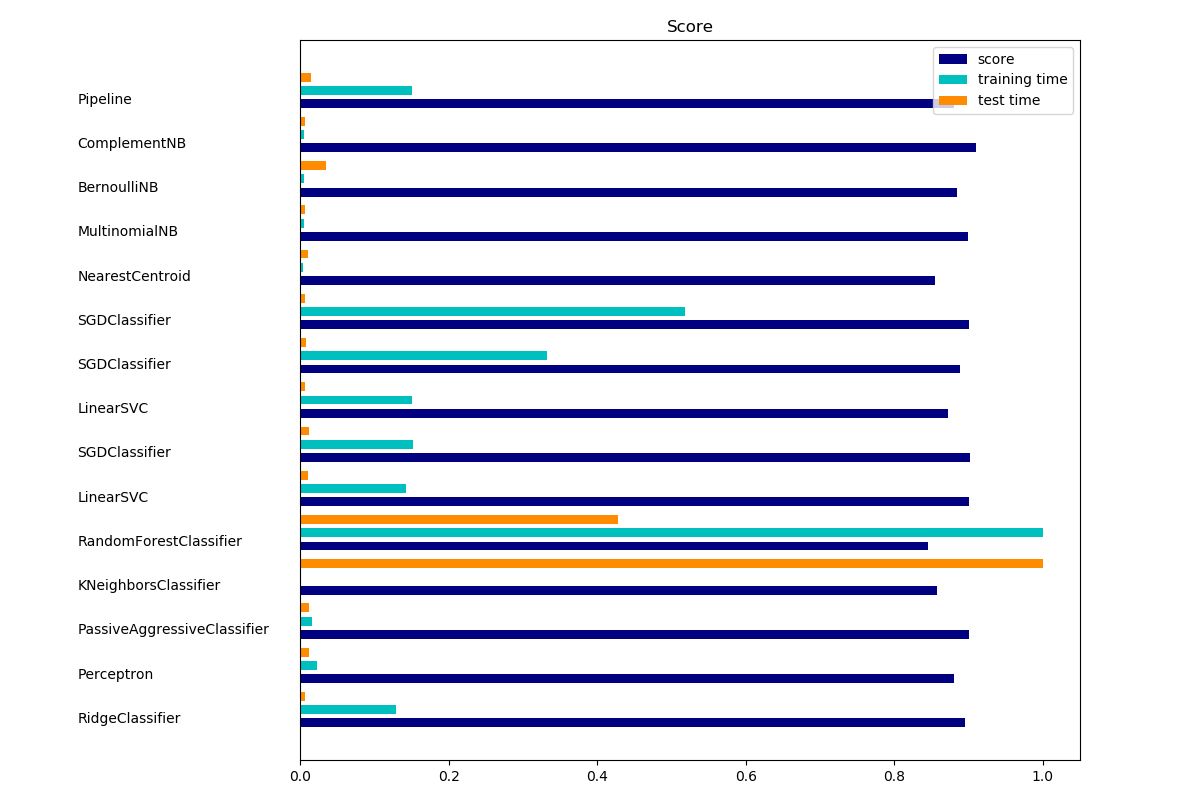 Score
score
training time
test time
Pipeline
ComplementNB
BernoulliNB
MultinomialNB
NearestCentroid
SGDClassifier
SGDClassifier
LinearSVC
SGDClassifier
LinearSVC
RandomForestClassifier
KNeighborsClassifier
PassiveAggressiveClassifier
Perceptron
RidgeClassifier
0.0 0.2 0.4 0.6 0.8 1.0